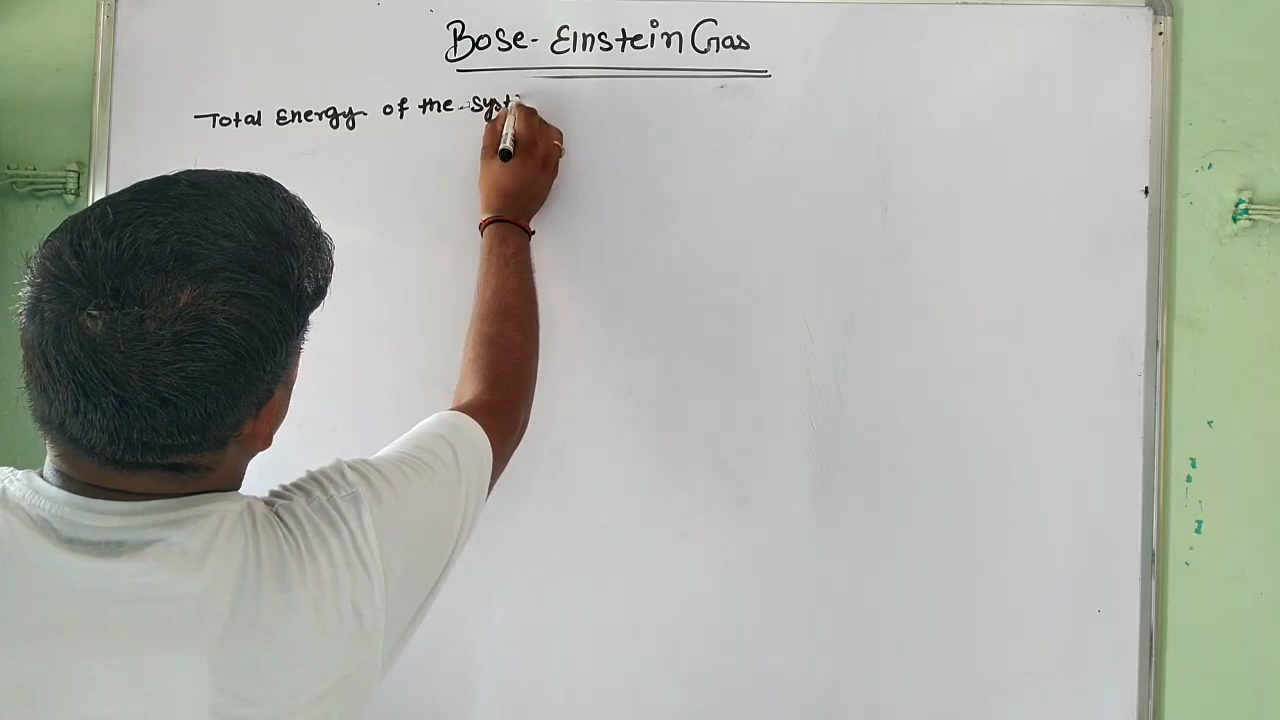 Bose-Einstein Gas
Total Energy of the Syst